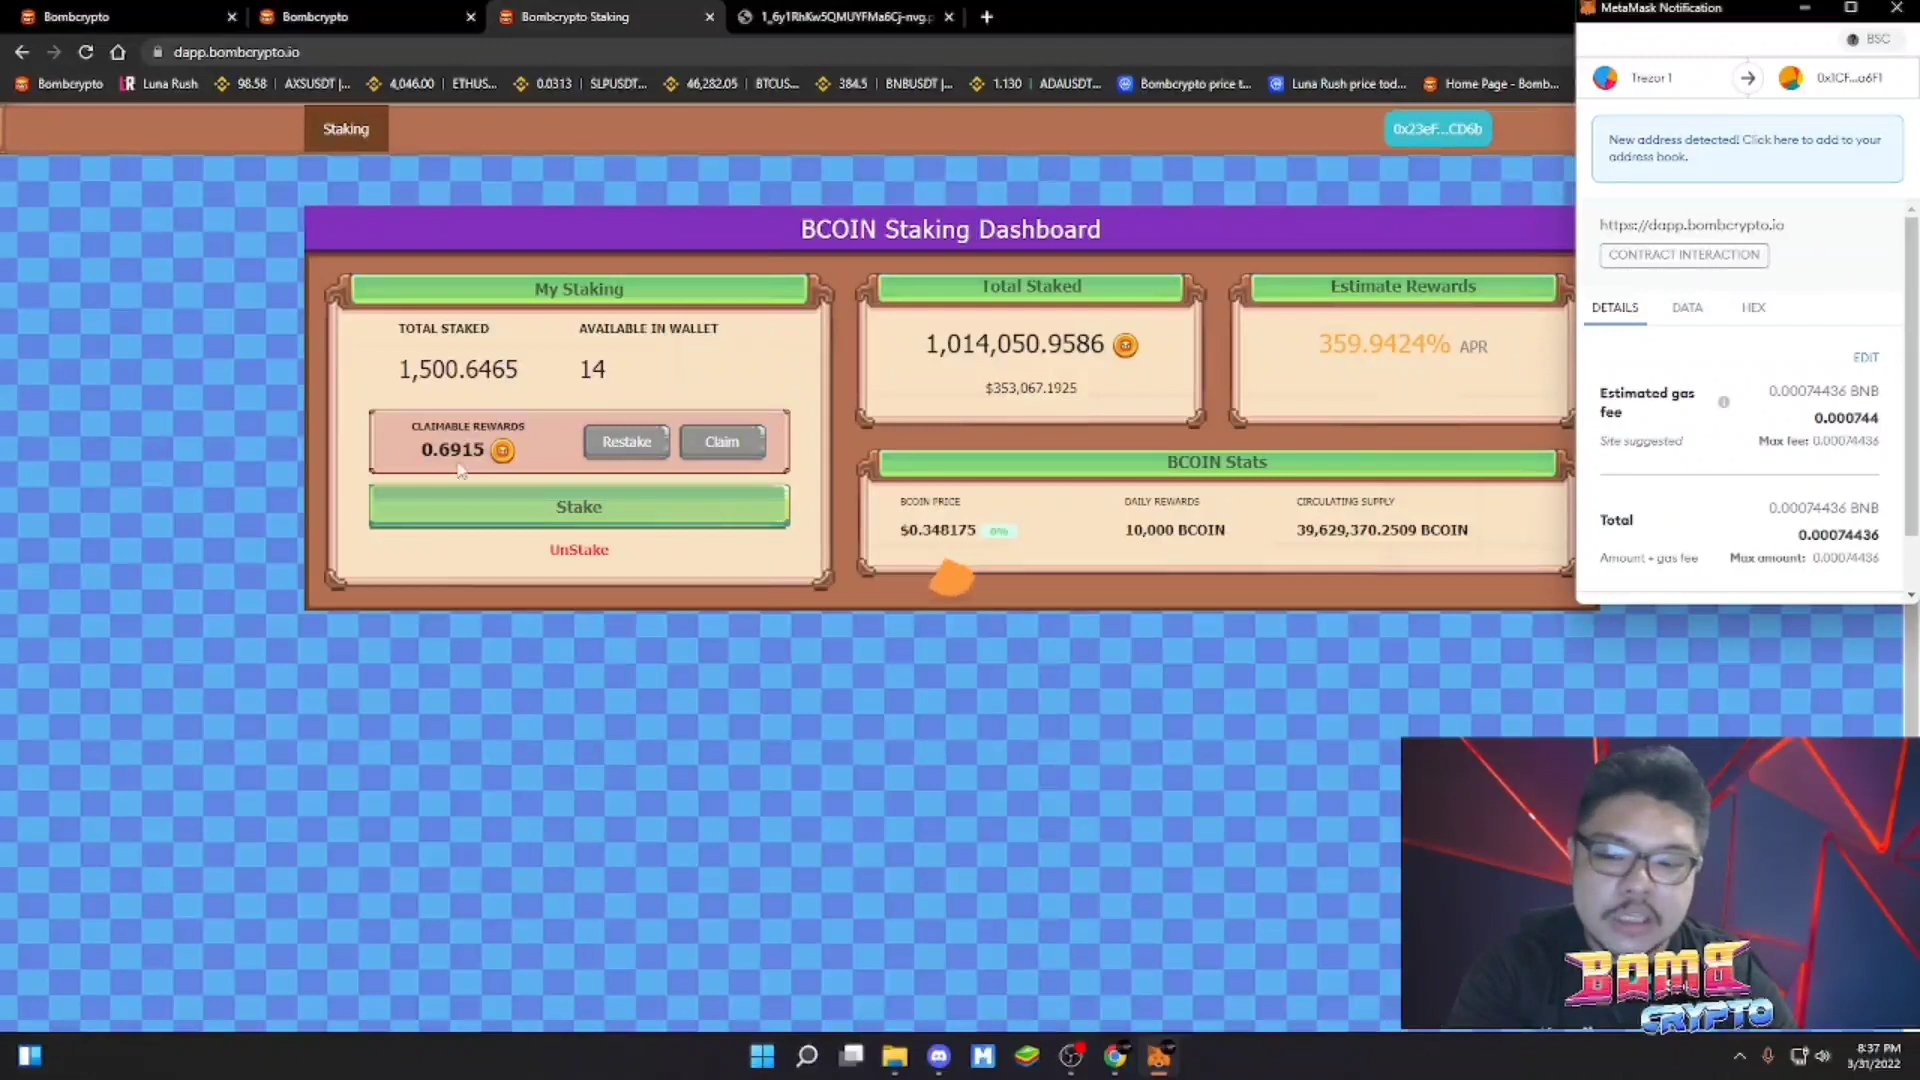 Bombcrypto
Bombcrypto
Bombcrypto Staking
1_6y1RhKw5QMUYFMa6Cj-nvg.p
MetaMask Notification
dapp.bombcrypto.io
BSC
Bombcrypto
Luna Rush
98.58 AXSUSDT |...
4,046.00 ETHUS...
0.0313 SLPUSDT...
46,282.05 BTCUS...
384.5 BNBUSDT |...
1.130 ADAUSDT...
Bombcrypto price t...
Luna Rush price tod...
Home Page - Bomb...
Trezor 1
0x1CF...a6F1
Staking
0x23eF...CD6b
New address detected! Click here to add to your
address book.
BCOIN Staking Dashboard
https://dapp.bombcrypto.io
CONTRACT INTERACTION
My Staking
Total Staked
Estimate Rewards
DETAILS
DATA
HEX
TOTAL STAKED
AVAILABLE IN WALLET
1,014,050.9586
359.9424% APR
1,500.6465
14
$353,067.1925
EDIT
Estimated gas
fee
0.00074436 BNB
0.000744
Site suggested
Max fee: 0.00074436
CLAIMABLE REWARDS
0.6915
Restake
Claim
BCOIN Stats
Stake
BCOIN PRICE
DAILY REWARDS
CIRCULATING SUPPLY
$0.348175 0%
10,000 BCOIN
39,629,370.2509 BCOIN
UnStake
0.00074436 BNB
Total
0.00074436
Amount + gas fee
Max amount: 0.00074436
BOMB
CRYPTO
8:37 PM
3/31/2022